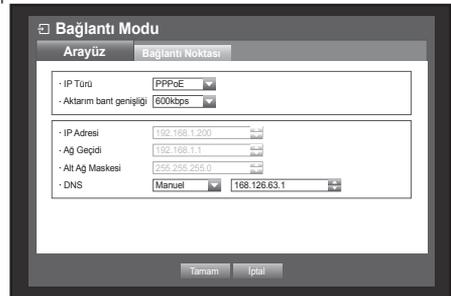 Bağlantı Modu
Arayüz Bağlantı Noktası
· IP Türü PPPoE
· Aktarım bant genişliği 600kbps
· IP Adresi 192.168.1.200
· Ağ Geçidi 192.168.1.1
· Alt Ağ Maskesi 255.255.255.0
· DNS Manuel 168.126.63.1
Tamam İptal